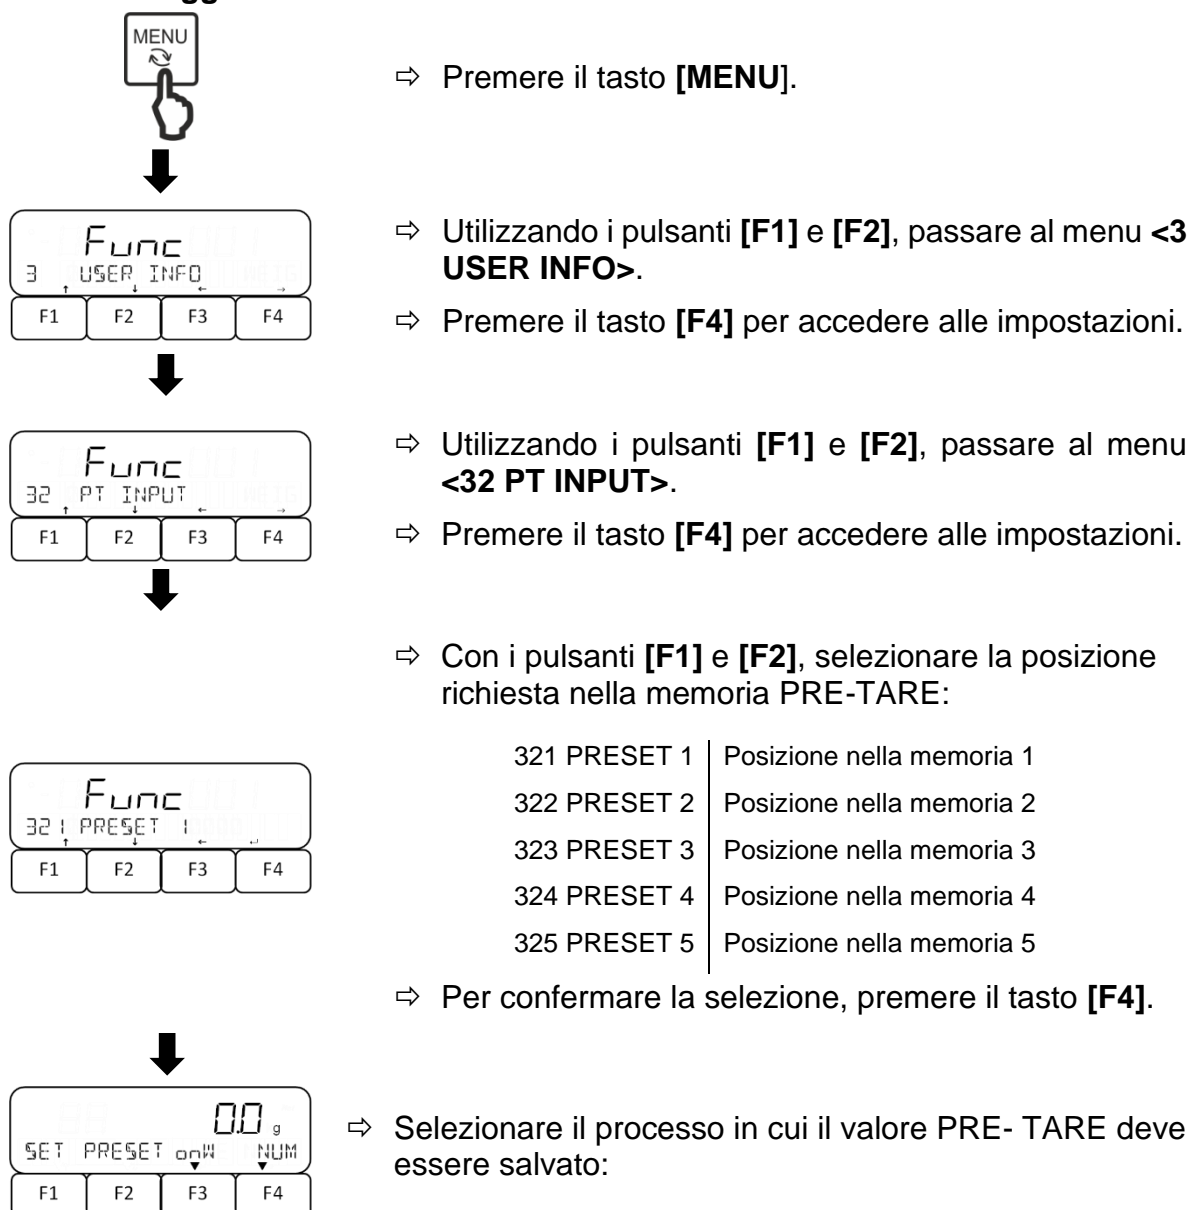 MENU
Premere il tasto [MENU].
Func
3 USER INFO
F1 F2 F3 F4
Utilizzando i pulsanti [F1] e [F2], passare al menu <3
USER INFO>.
Premere il tasto [F4] per accedere alle impostazioni.
Func
32 PT INPUT
F1 F2 F3 F4
Utilizzando i pulsanti [F1] e [F2], passare al menu
<32 PT INPUT>.
Premere il tasto [F4] per accedere alle impostazioni.
Con i pulsanti [F1] e [F2], selezionare la posizione
richiesta nella memoria PRE-TARE:
Func
321 PRESET 1
F1 F2 F3 F4
321 PRESET 1 Posizione nella memoria 1
322 PRESET 2 Posizione nella memoria 2
323 PRESET 3 Posizione nella memoria 3
324 PRESET 4 Posizione nella memoria 4
325 PRESET 5 Posizione nella memoria 5
Per confermare la selezione, premere il tasto [F4].
0.0 g
SET PRESET onW NUM
F1 F2 F3 F4
Selezionare il processo in cui il valore PRE- TARE deve
essere salvato: